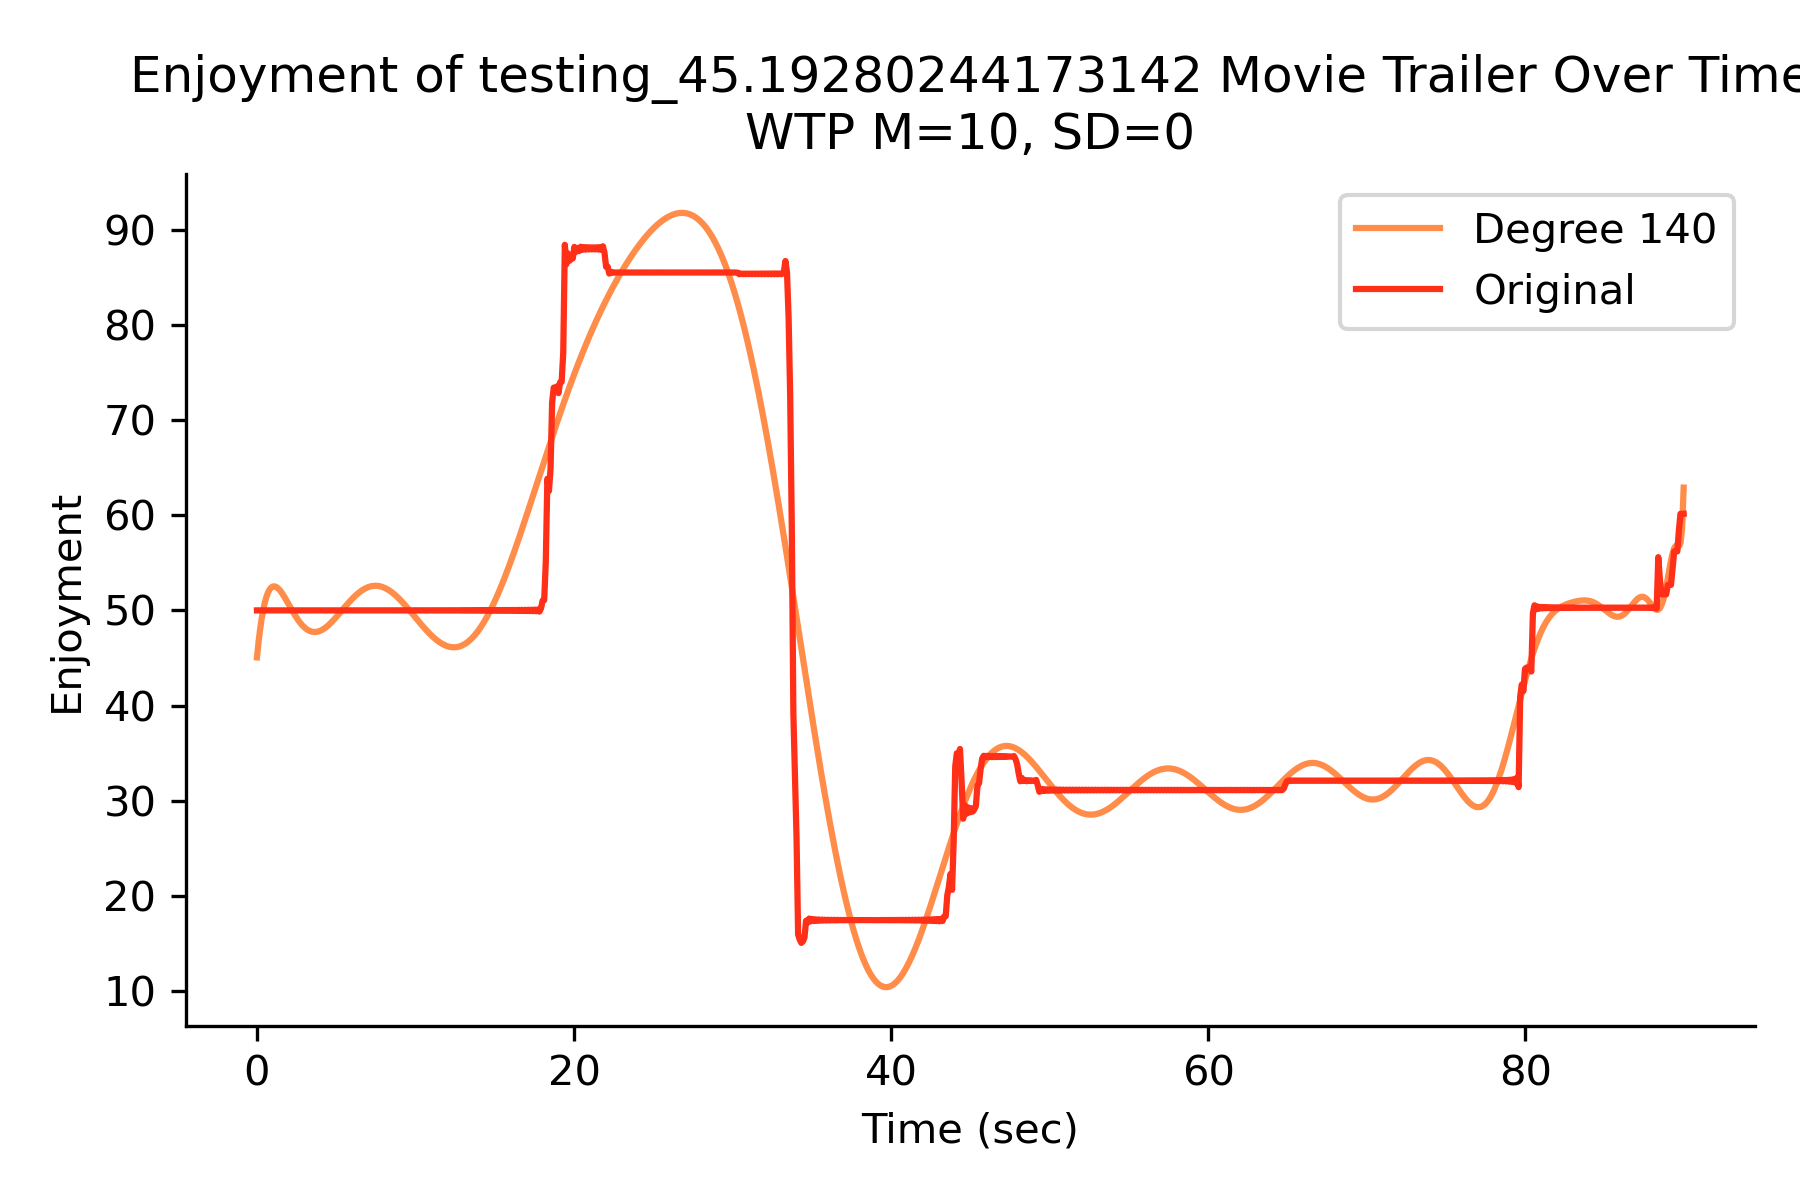 Enjoyment of testing_45.19280244173142 Movie Trailer Over Time
WTP M=10, SD=0
Degree 140
Original
Enjoyment
90
80
70
60
50
40
30
20
10
0
20
40
60
80
Time (sec)